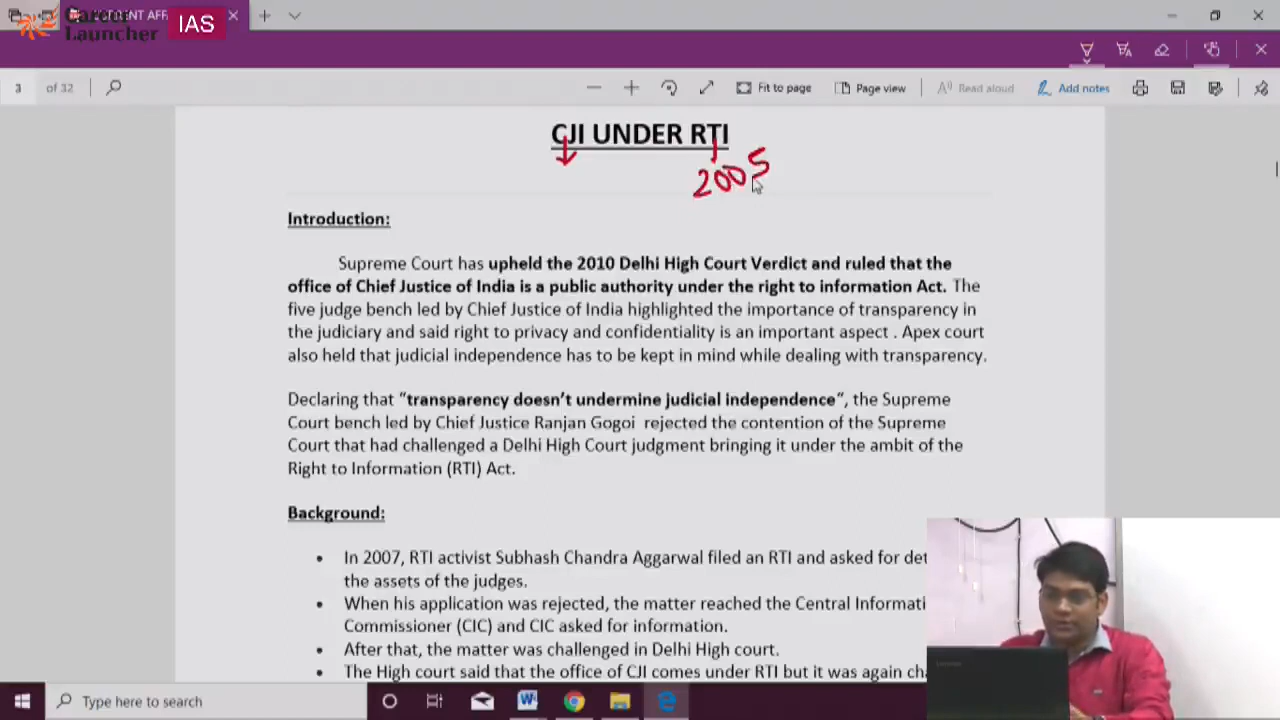 Career Launcher IAS
3 of 32 Fit to page Page view Read aloud Add notes
CJI UNDER RTI
2005
Introduction:
Supreme Court has upheld the 2010 Delhi High Court Verdict and ruled that the
office of Chief Justice of India is a public authority under the right to information Act. The
five judge bench led by Chief Justice of India highlighted the importance of transparency in
the judiciary and said right to privacy and confidentiality is an important aspect . Apex court
also held that judicial independence has to be kept in mind while dealing with transparency.
Declaring that "transparency doesn't undermine judicial independence", the Supreme
Court bench led by Chief Justice Ranjan Gogoi rejected the contention of the Supreme
Court that had challenged a Delhi High Court judgment bringing it under the ambit of the
Right to Information (RTI) Act.
Background:
• In 2007, RTI activist Subhash Chandra Aggarwal filed an RTI and asked for det
the assets of the judges.
• When his application was rejected, the matter reached the Central Informati
Commissioner (CIC) and CIC asked for information.
• After that, the matter was challenged in Delhi High court.
• The High court said that the office of CJI comes under RTI but it was again cha
Type here to search